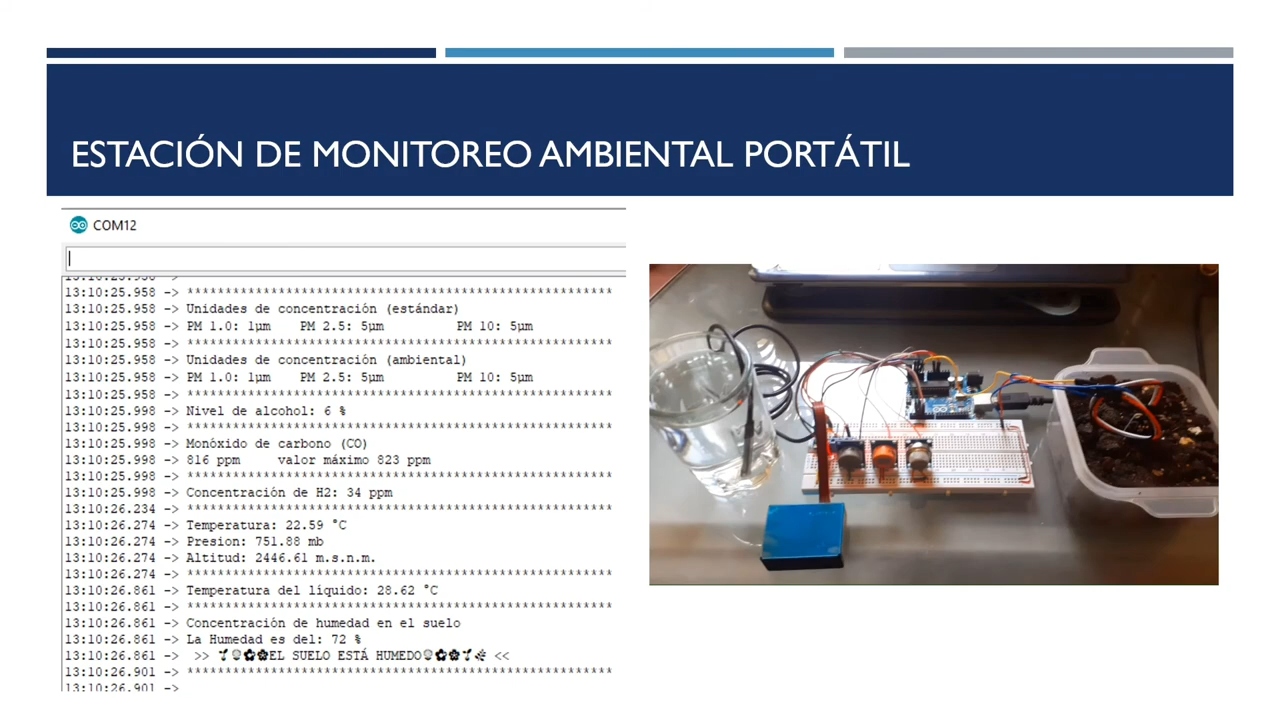 ESTACIÓN DE MONITOREO AMBIENTAL PORTÁTIL
COM12
13:10:25.958 ->
13:10:25.958 -> *******************************************************
13:10:25.958 -> Unidades de concentración (estándar)
13:10:25.958 -> PM 1.0: 1µm    PM 2.5: 5µm          PM 10: 5µm
13:10:25.958 -> *******************************************************
13:10:25.958 -> Unidades de concentración (ambiental)
13:10:25.958 -> PM 1.0: 1µm    PM 2.5: 5µm          PM 10: 5µm
13:10:25.958 -> *******************************************************
13:10:25.998 -> Nivel de alcohol: 6 %
13:10:25.998 -> *******************************************************
13:10:25.998 -> Monóxido de carbono (CO)
13:10:25.998 -> 816 ppm     valor máximo 823 ppm
13:10:25.998 -> *******************************************************
13:10:25.998 -> Concentración de H2: 34 ppm
13:10:26.234 -> *******************************************************
13:10:26.274 -> Temperatura: 22.59 °C
13:10:26.274 -> Presion: 751.88 mb
13:10:26.274 -> Altitud: 2446.61 m.s.n.m.
13:10:26.274 -> *******************************************************
13:10:26.861 -> Temperatura del líquido: 28.62 °C
13:10:26.861 -> *******************************************************
13:10:26.861 -> Concentración de humedad en el suelo
13:10:26.861 -> La Humedad es del: 72 %
13:10:26.861 ->  >> 🌱🌻✿❀EL SUELO ESTÁ HUMEDO🌻✿❀🌱🌾 <<
13:10:26.901 -> *******************************************************
13:10:26.901 ->